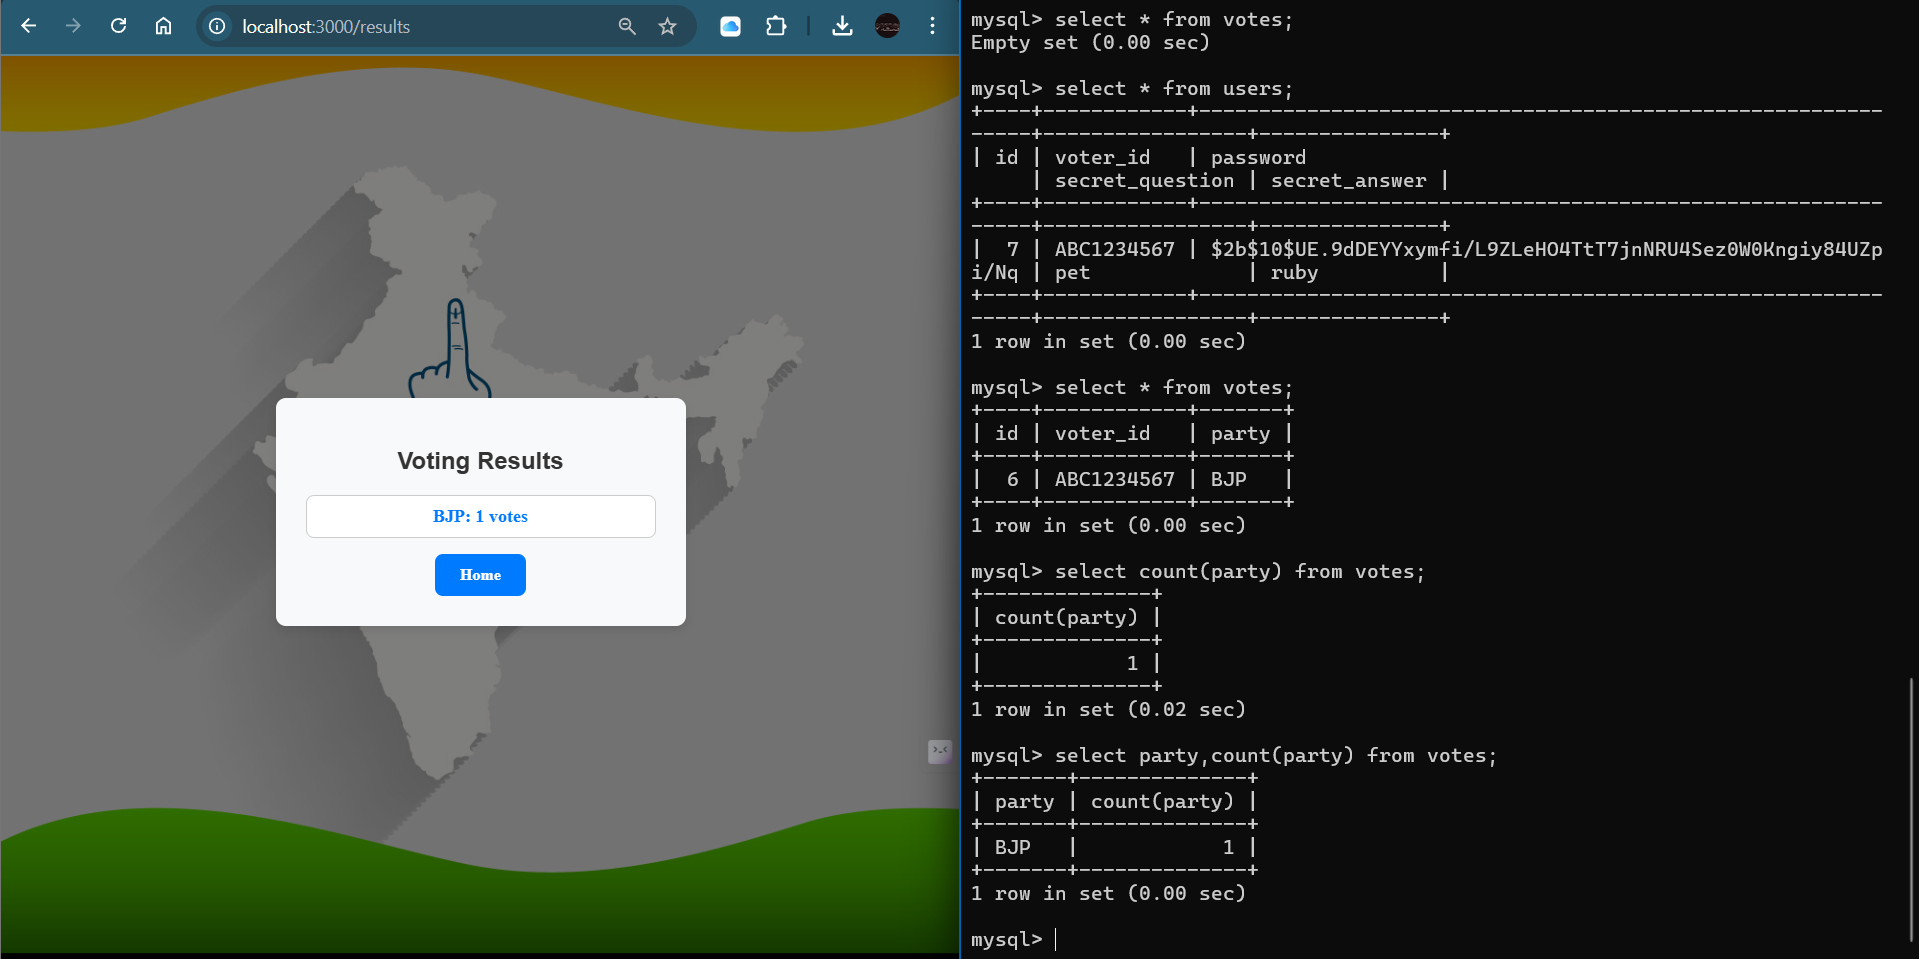 localhost:3000/results
Voting Results
BJP: 1 votes
Home
mysql> select * from votes;
Empty set (0.00 sec)
mysql> select * from users;
+----+------------+---------------------------------------------------------
-----+-----------------+---------------+
| id | voter_id   | password
     | secret_question | secret_answer |
+----+------------+---------------------------------------------------------
-----+-----------------+---------------+
|  7 | ABC1234567 | $2b$10$UE.9dDEYYxymfi/L9ZLeHO4TtT7jnNRU4Sez0W0Kngiy84UZp
i/Nq | pet             | ruby          |
+----+------------+---------------------------------------------------------
-----+-----------------+---------------+
1 row in set (0.00 sec)
mysql> select * from votes;
+----+------------+-------+
| id | voter_id   | party |
+----+------------+-------+
|  6 | ABC1234567 | BJP   |
+----+------------+-------+
1 row in set (0.00 sec)
mysql> select count(party) from votes;
+--------------+
| count(party) |
+--------------+
|            1 |
+--------------+
1 row in set (0.02 sec)
mysql> select party,count(party) from votes;
+-------+--------------+
| party | count(party) |
+-------+--------------+
| BJP   |            1 |
+-------+--------------+
1 row in set (0.00 sec)
mysql>